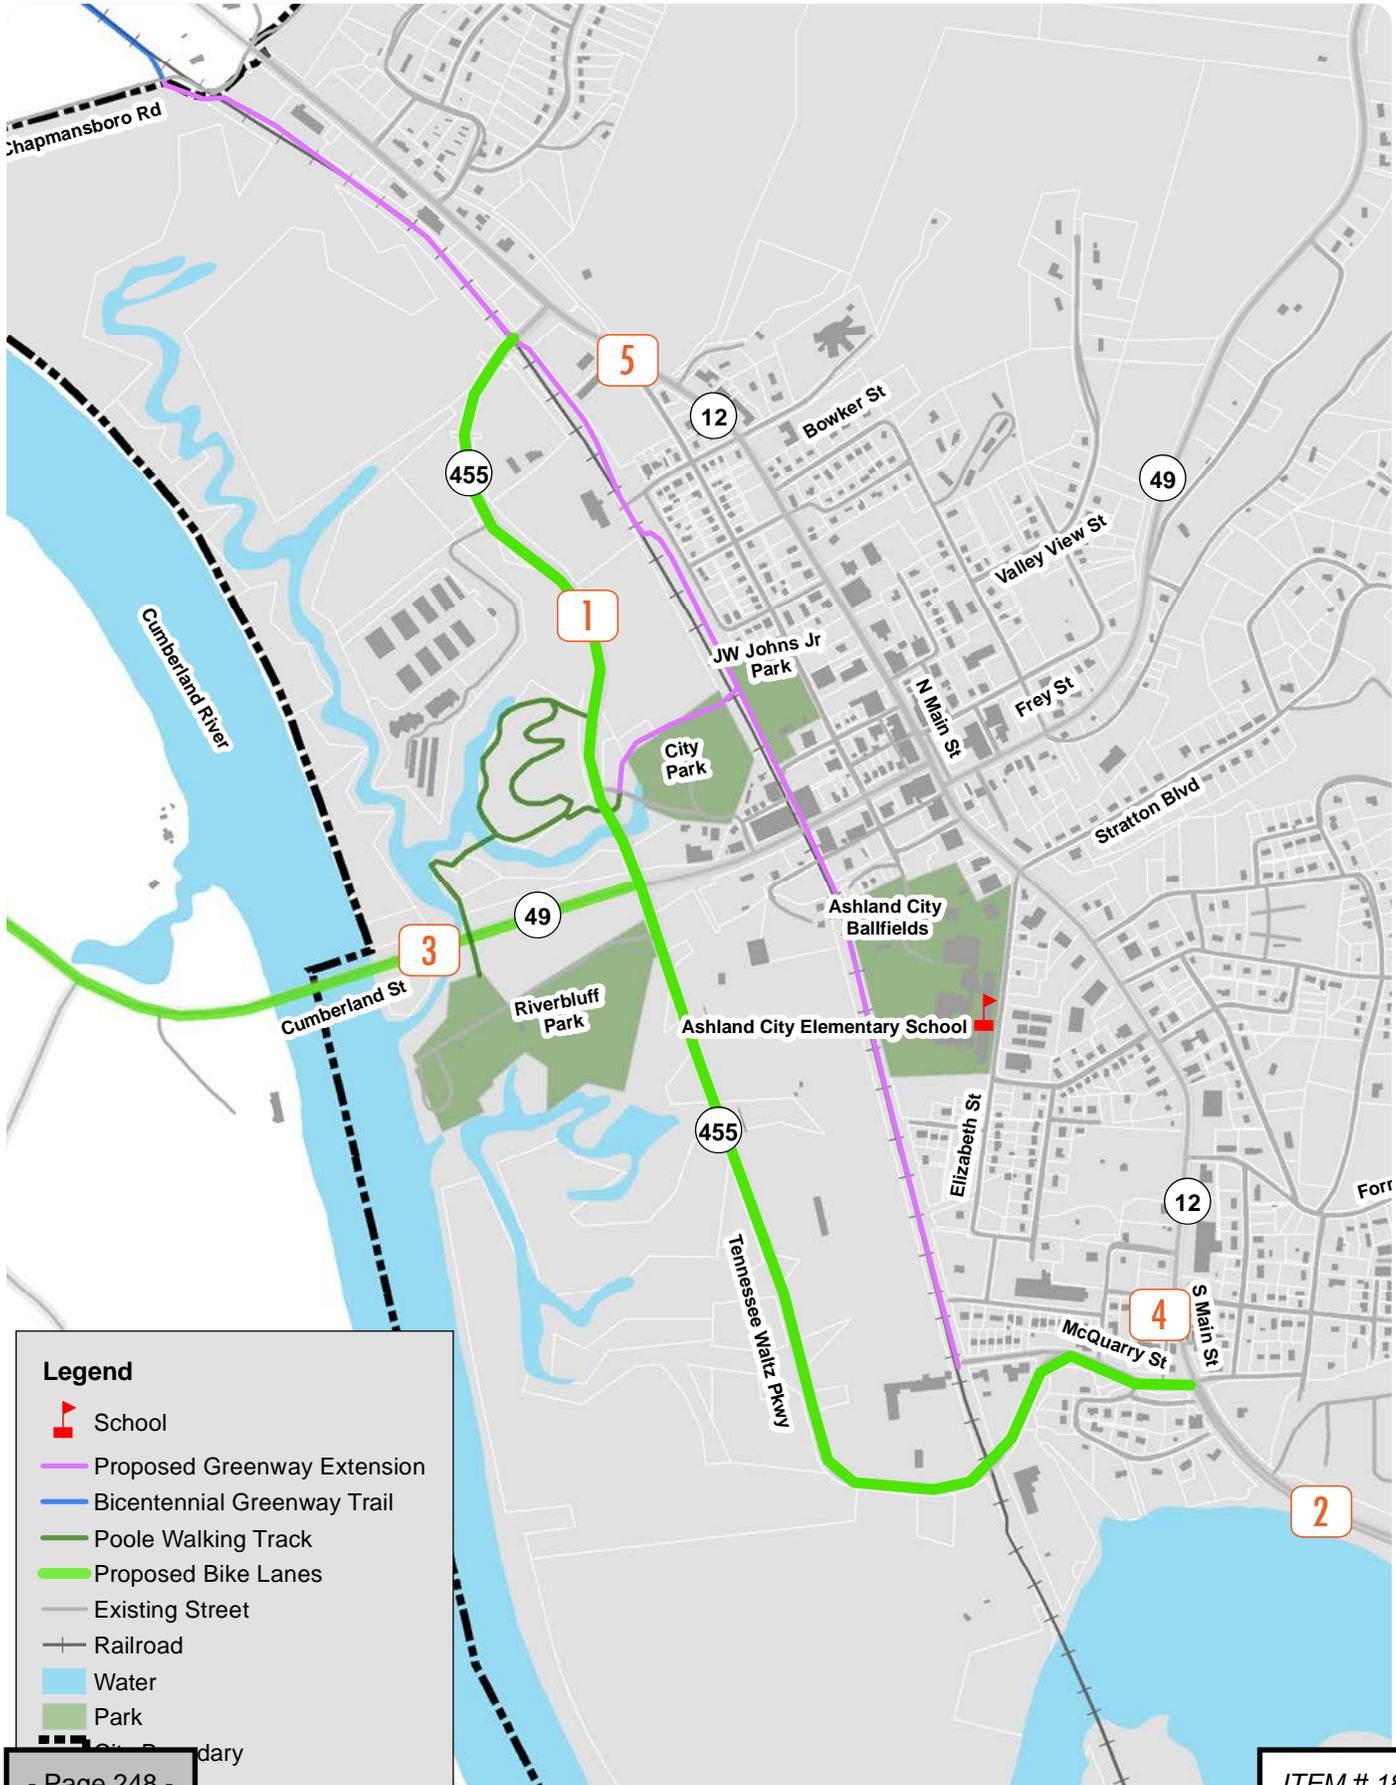 Chapmansboro Rd
5
12
Bowker St
455
49
Valley View St
1
Cumberland River
JW Johns Jr
Park
N Main St
Frey St
City
Park
Stratton Blvd
49
3
Ashland City
Ballfields
Cumberland St
Riverbluff
Park
Ashland City Elementary School
455
Elizabeth St
12
Tennessee Waltz Pkwy
4
S Main St
McQuarry St
2
Legend
School
Proposed Greenway Extension
Bicentennial Greenway Trail
Poole Walking Track
Proposed Bike Lanes
Existing Street
Railroad
Water
Park
- Page 248 -
ITEM #